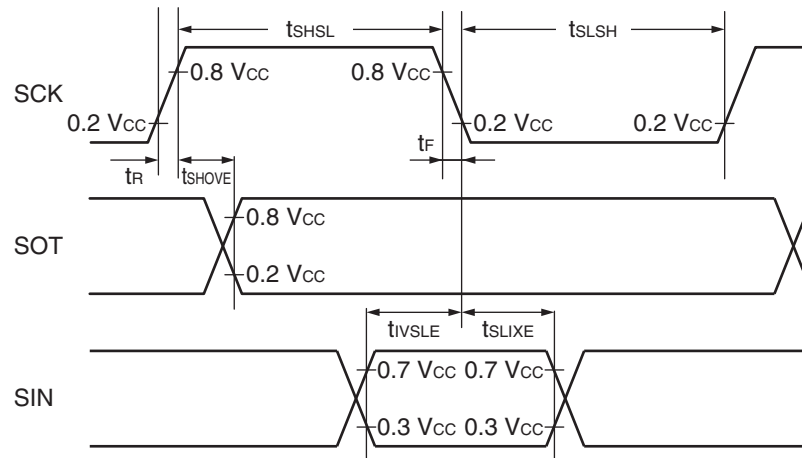 tSHSL tSLSH
SCK 0.8 VCC 0.8 VCC
0.2 VCC 0.2 VCC 0.2 VCC
tR tSHOVE tF
SOT 0.8 VCC
0.2 VCC
tIVSLE tSLIXE
SIN 0.7 VCC 0.7 VCC
0.3 VCC 0.3 VCC